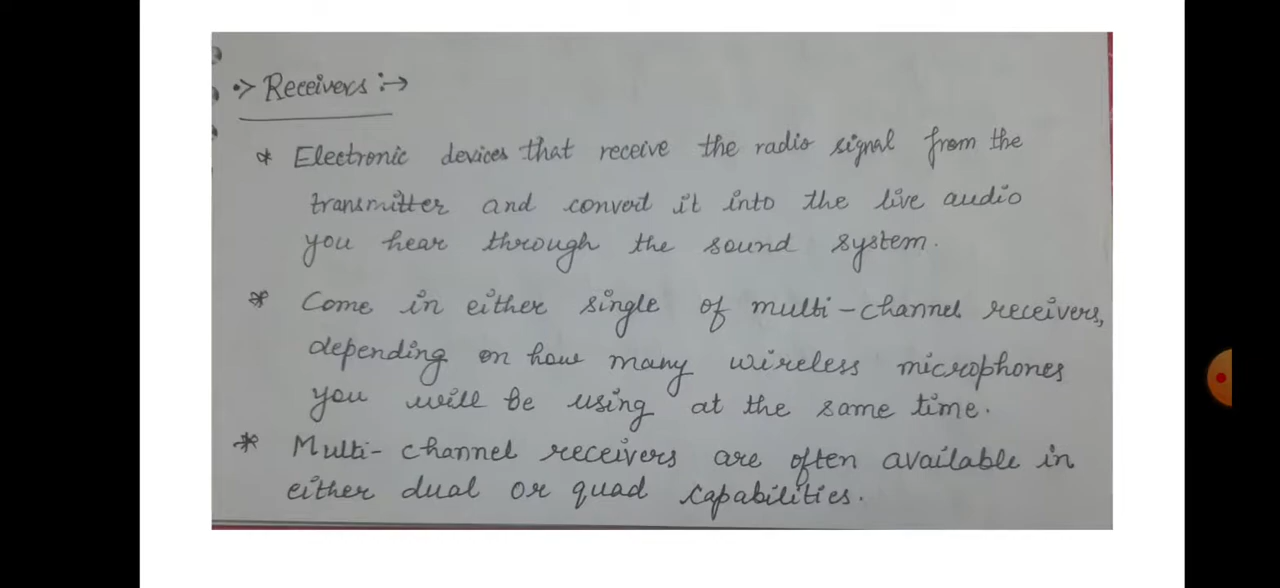 •> Receivers :→
* Electronic devices that receive the radio signal from the
transmitter and convert it into the live audio
you hear through the sound system.
* Come in either single of multi-channel receivers,
depending on how many wireless microphones
you will be using at the same time.
* Multi-channel receivers are often available in
either dual or quad capabilities.